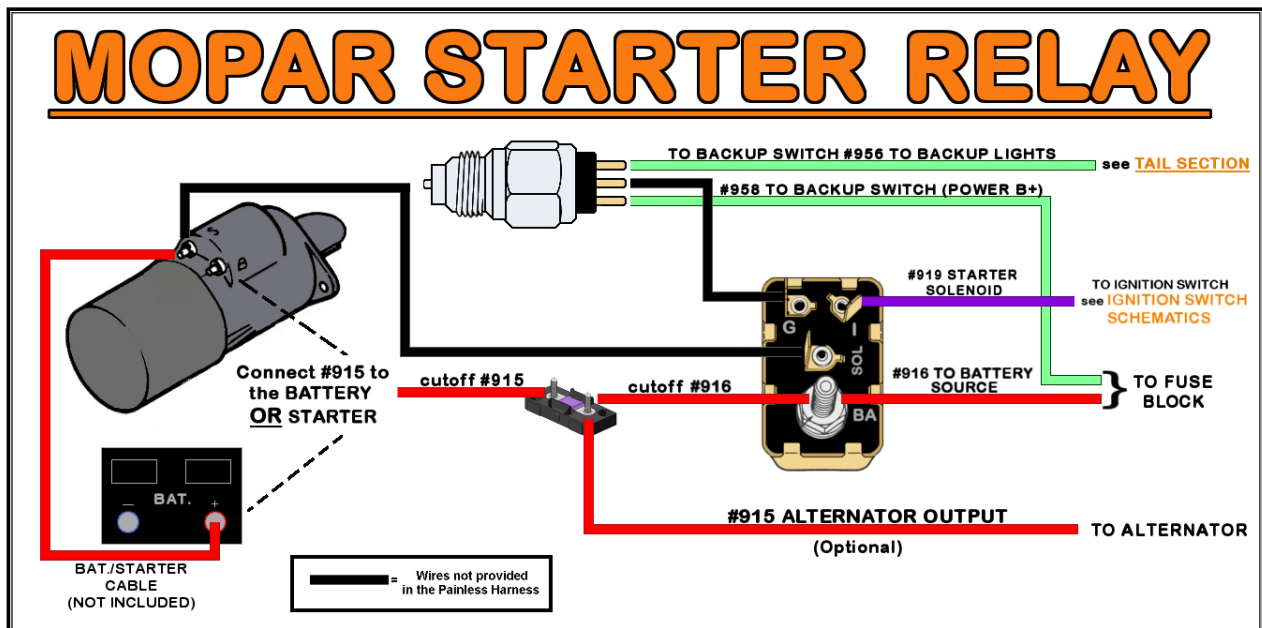 MOPAR STARTER RELAY
TO BACKUP SWITCH #956 TO BACKUP LIGHTS
see TAIL SECTION
#958 TO BACKUP SWITCH (POWER B+)
S
B
#919 STARTER
SOLENOID
TO IGNITION SWITCH
see IGNITION SWITCH
SCHEMATICS
G
I
SOL
BA
Connect #915 to
the BATTERY
OR STARTER
cutoff #915
cutoff #916
#916 TO BATTERY
SOURCE
TO FUSE
BLOCK
BAT.
–
+
#915 ALTERNATOR OUTPUT
(Optional)
TO ALTERNATOR
BAT./STARTER
CABLE
(NOT INCLUDED)
= Wires not provided
in the Painless Harness